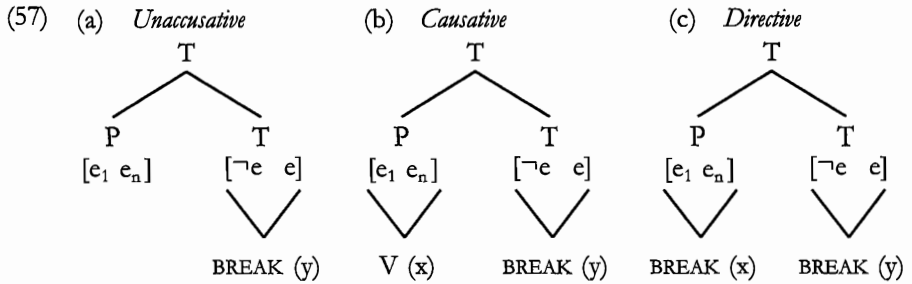 (57) (a) Unaccusative (b) Causative (c) Directive
T T T
P T P T P T
[e₁ eₙ] [¬e e] [e₁ eₙ] [¬e e] [e₁ eₙ] [¬e e]
BREAK (y) V (x) BREAK (y) BREAK (x) BREAK (y)